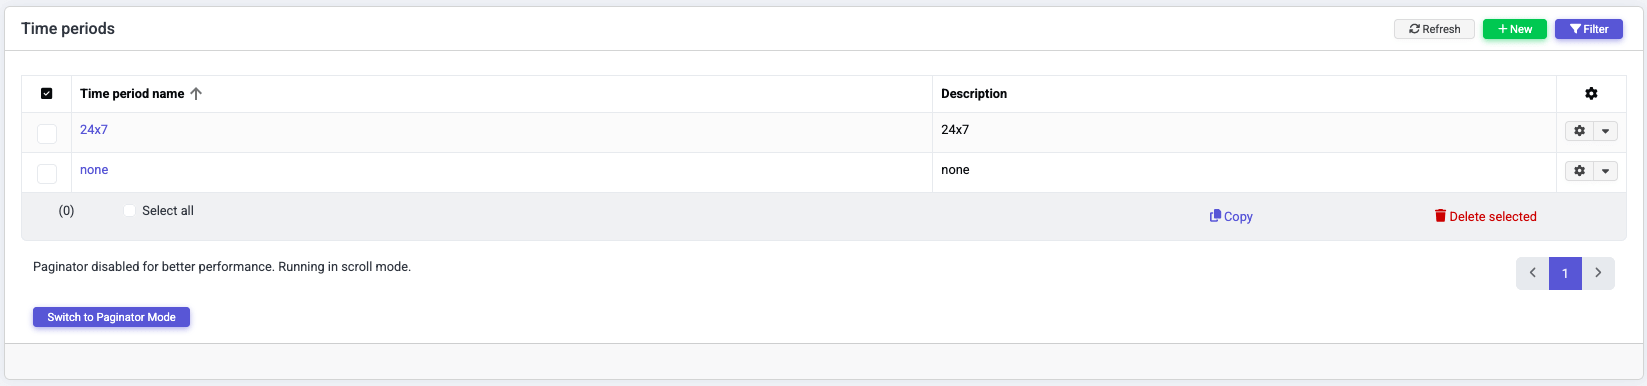 Time periods
Refresh
New
Filter
Time period name
Description
24x7
24x7
none
none
(0)
Select all
Copy
Delete selected
Paginator disabled for better performance. Running in scroll mode.
1
Switch to Paginator Mode